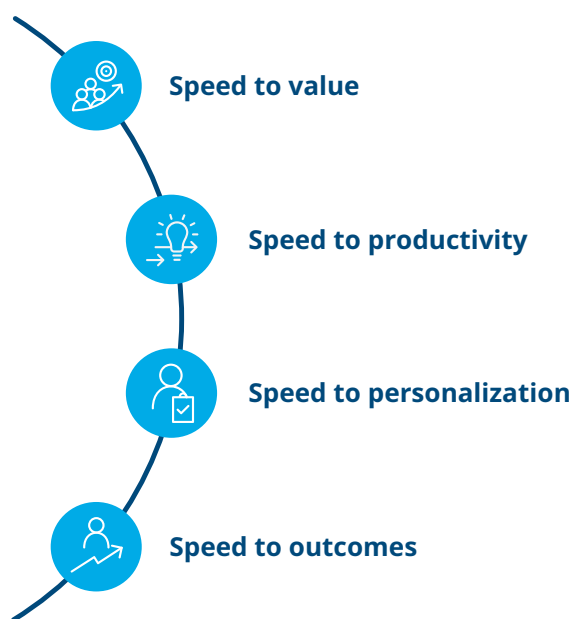 Speed to value
Speed to productivity
Speed to personalization
Speed to outcomes